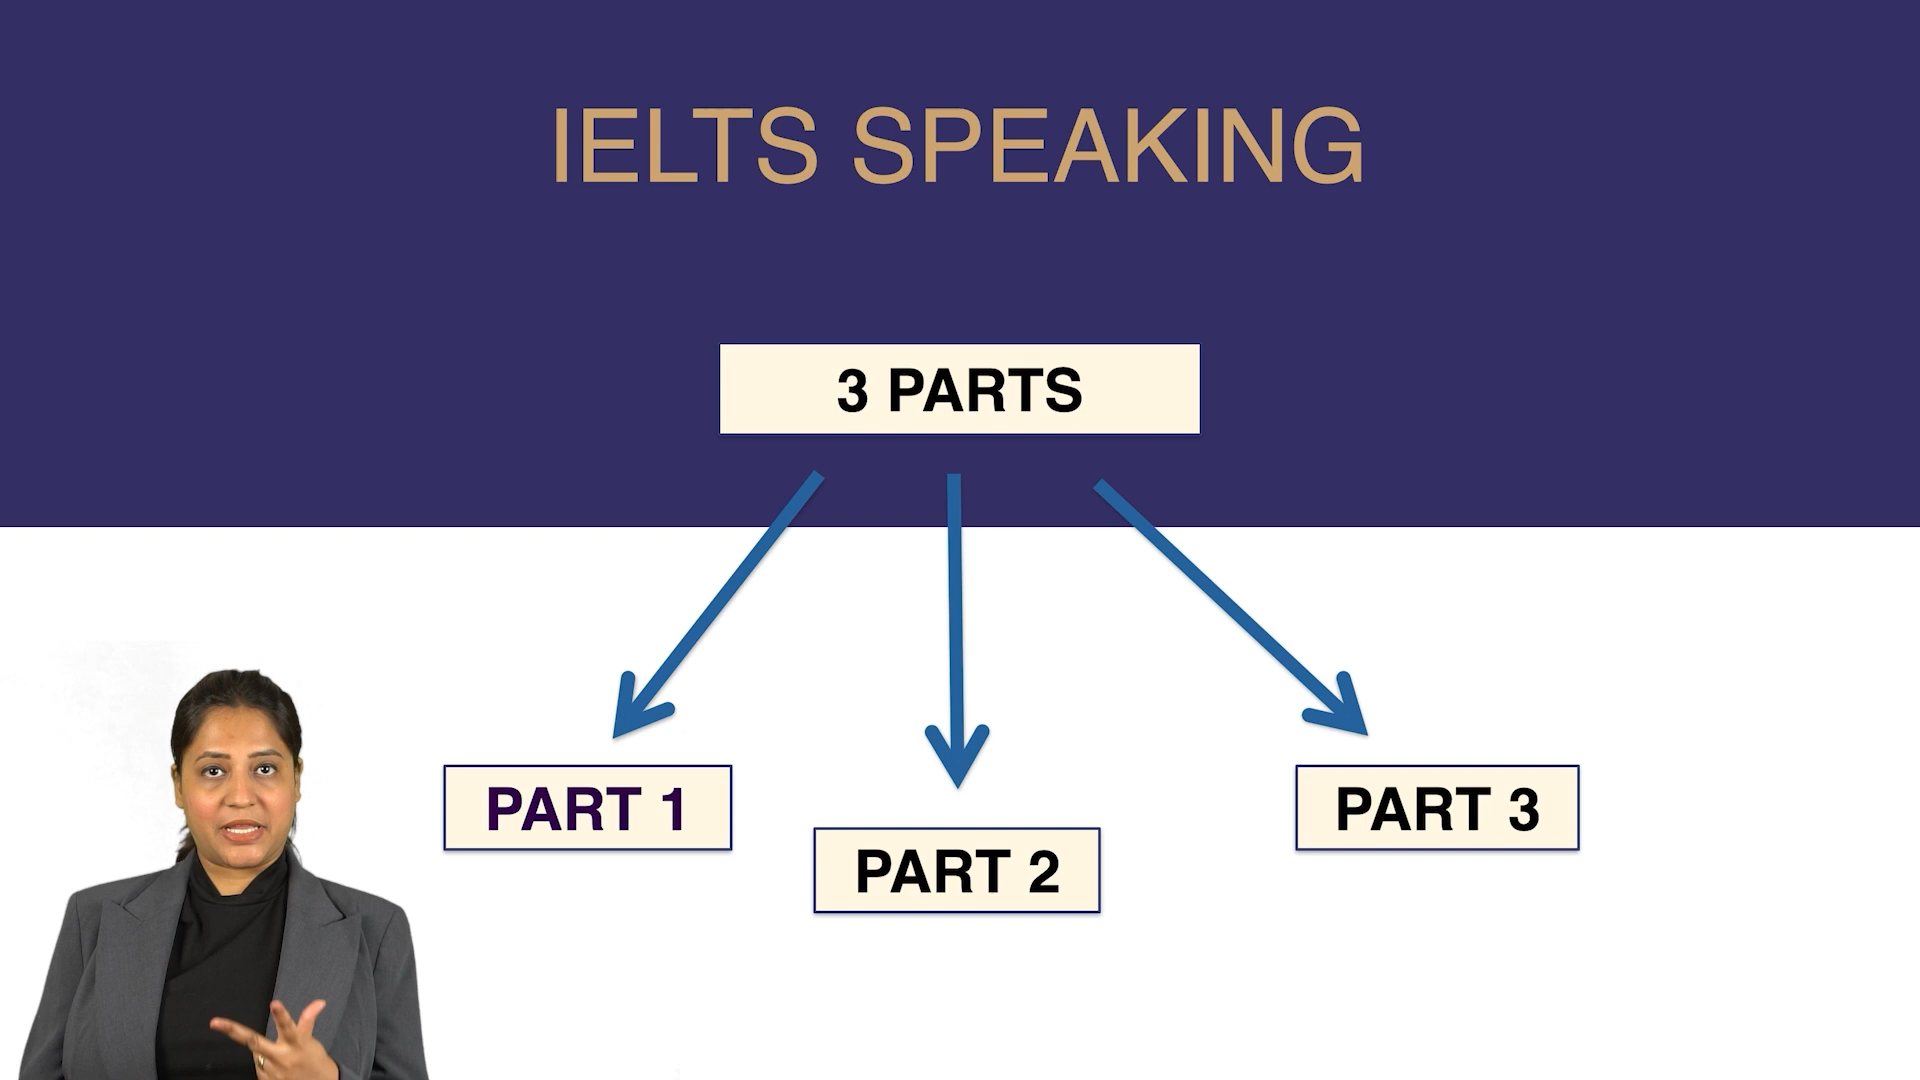 IELTS SPEAKING
3 PARTS
PART 1
PART 2
PART 3